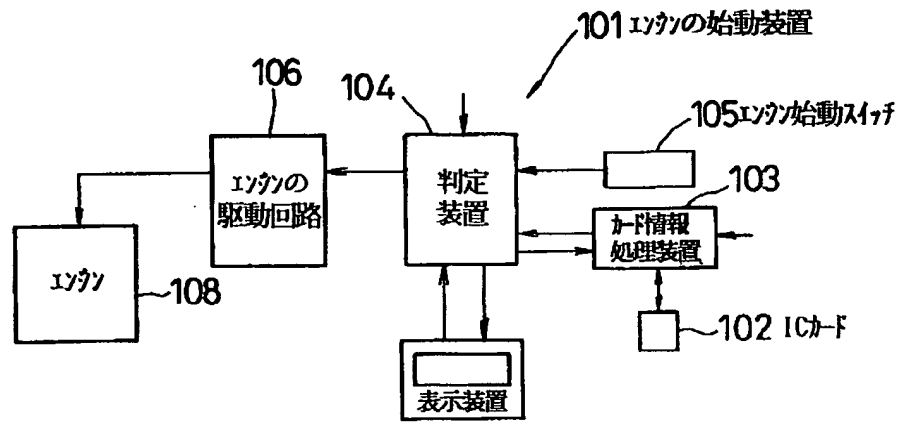 101 ｴﾝｼﾞﾝの始動装置
106
104
105 ｴﾝｼﾞﾝ始動ｽｲｯﾁ
103
判定
装置
ｴﾝｼﾞﾝの
駆動回路
ｶｰﾄﾞ情報
処理装置
ｴﾝｼﾞﾝ
108
102 ICｶｰﾄﾞ
表示装置